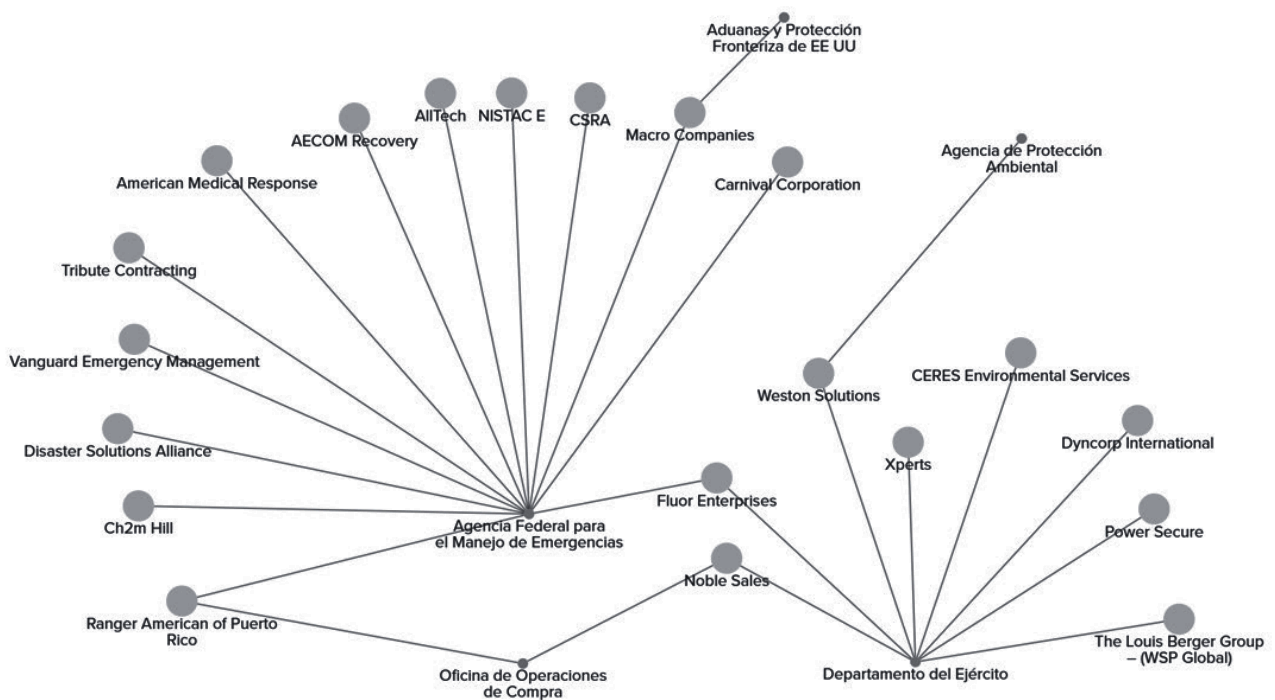 Aduanas y Protección
Fronteriza de EE UU
AllTech
NISTAC E
CSRA
Macro Companies
AECOM Recovery
Agencia de Protección
Ambiental
American Medical Response
Carnival Corporation
Tribute Contracting
Vanguard Emergency Management
CERES Environmental Services
Weston Solutions
Dyncorp International
Disaster Solutions Alliance
Xperts
Fluor Enterprises
Ch2m Hill
Agencia Federal para
el Manejo de Emergencias
Power Secure
Noble Sales
Ranger American of Puerto
Rico
The Louis Berger Group
– (WSP Global)
Oficina de Operaciones
de Compra
Departamento del Ejército